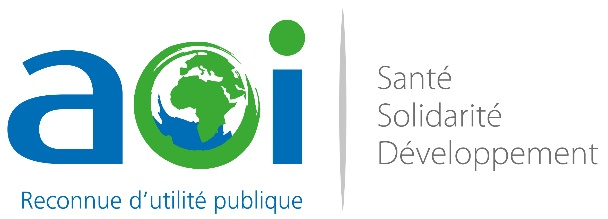 aoi
Reconnue d'utilité publique
Santé
Solidarité
Développement